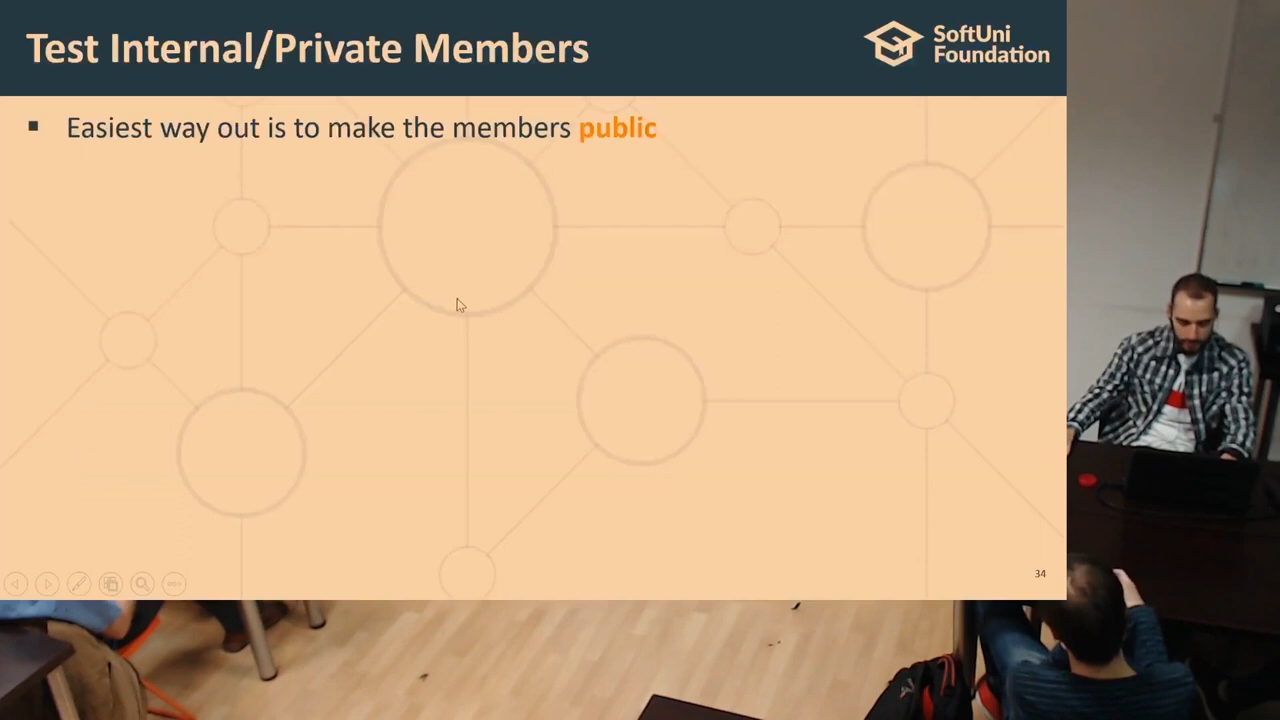 Test Internal/Private Members
SoftUni
Foundation
▪ Easiest way out is to make the members public
34